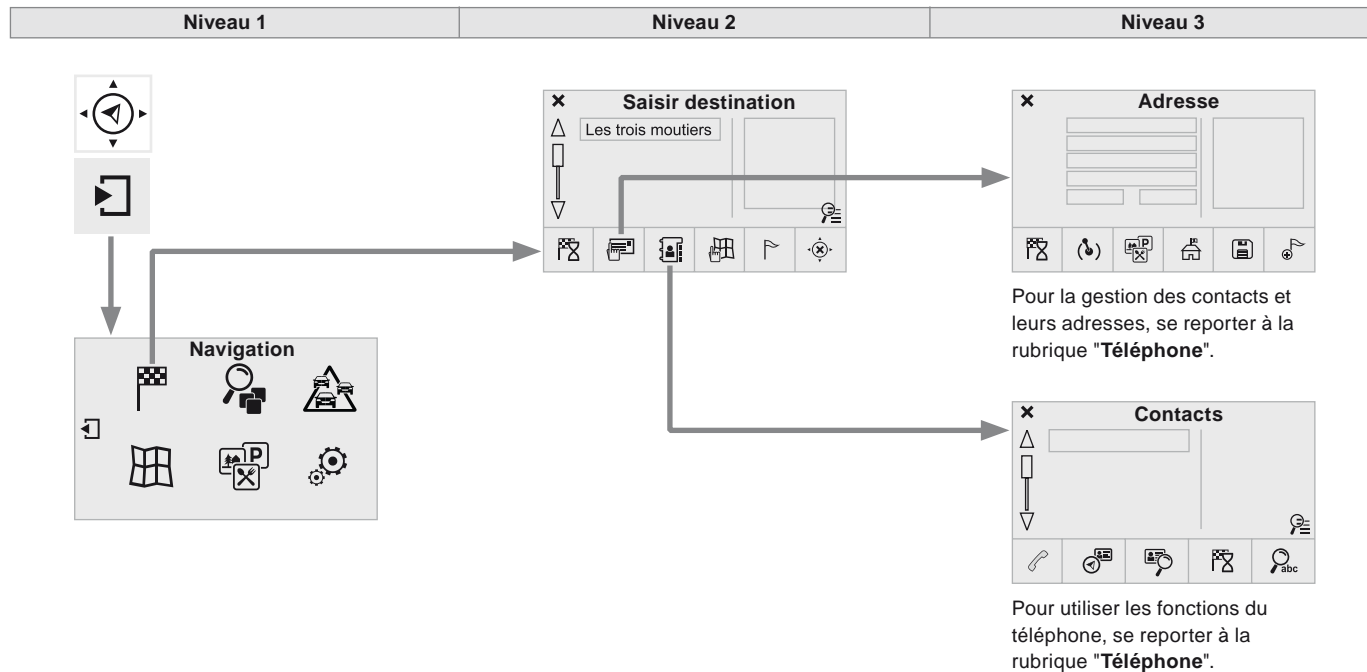 Niveau 1
Niveau 2
Niveau 3
Saisir destination
Les trois moutiers
Adresse
P
Pour la gestion des contacts et
leurs adresses, se reporter à la
rubrique "Téléphone".
Navigation
P
Contacts
abc
Pour utiliser les fonctions du
téléphone, se reporter à la
rubrique "Téléphone".